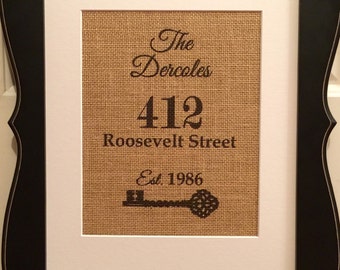 The
Dercoles
412
Roosevelt Street
Est. 1986